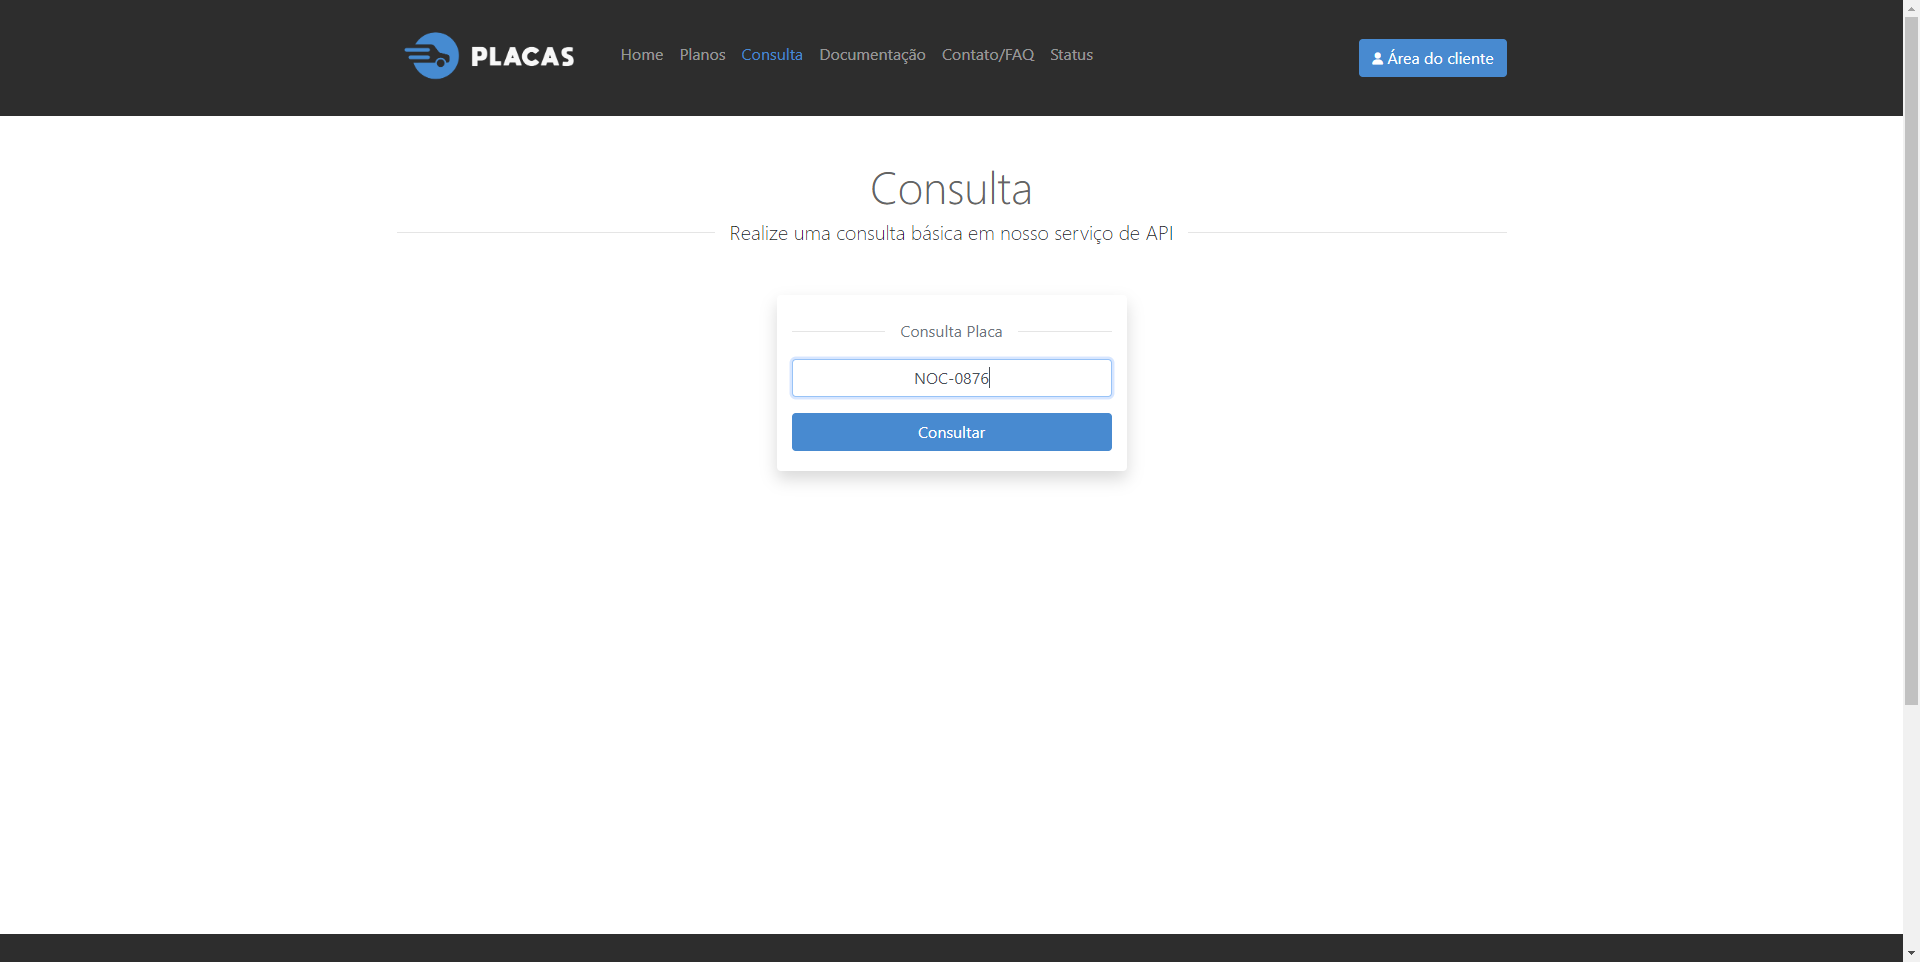 PLACAS
Home Planos Consulta Documentação Contato/FAQ Status
Área do cliente
Consulta
Realize uma consulta básica em nosso serviço de API
Consulta Placa
NOC-0876
Consultar